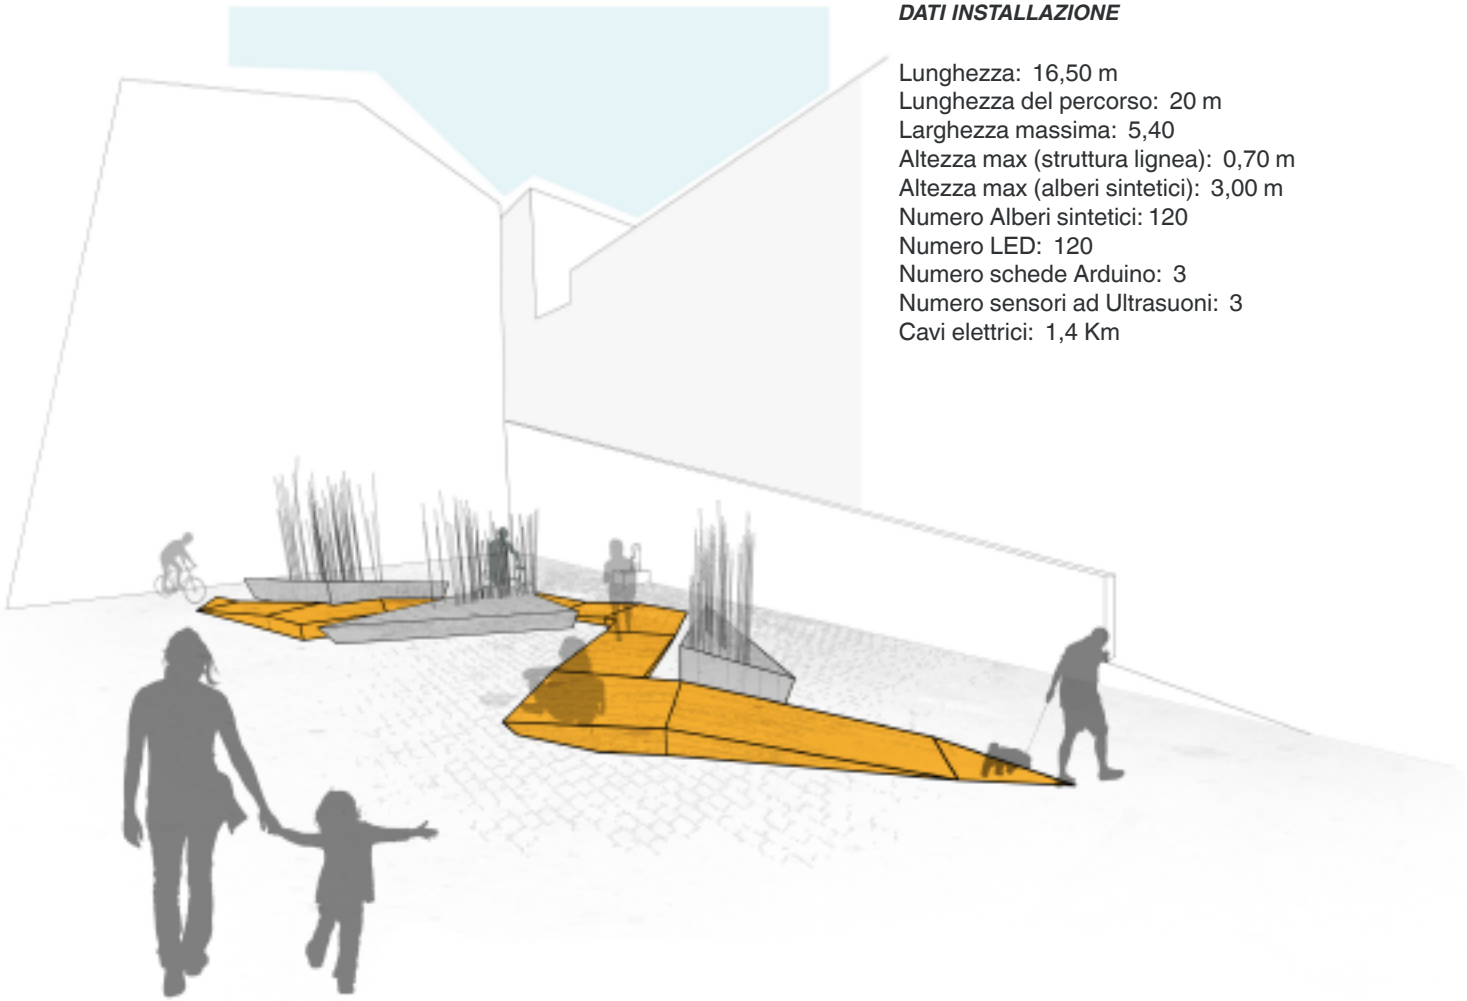 DATI INSTALLAZIONE
Lunghezza: 16,50 m
Lunghezza del percorso: 20 m
Larghezza massima: 5,40
Altezza max (struttura lignea): 0,70 m
Altezza max (alberi sintetici): 3,00 m
Numero Alberi sintetici: 120
Numero LED: 120
Numero schede Arduino: 3
Numero sensori ad Ultrasuoni: 3
Cavi elettrici: 1,4 Km